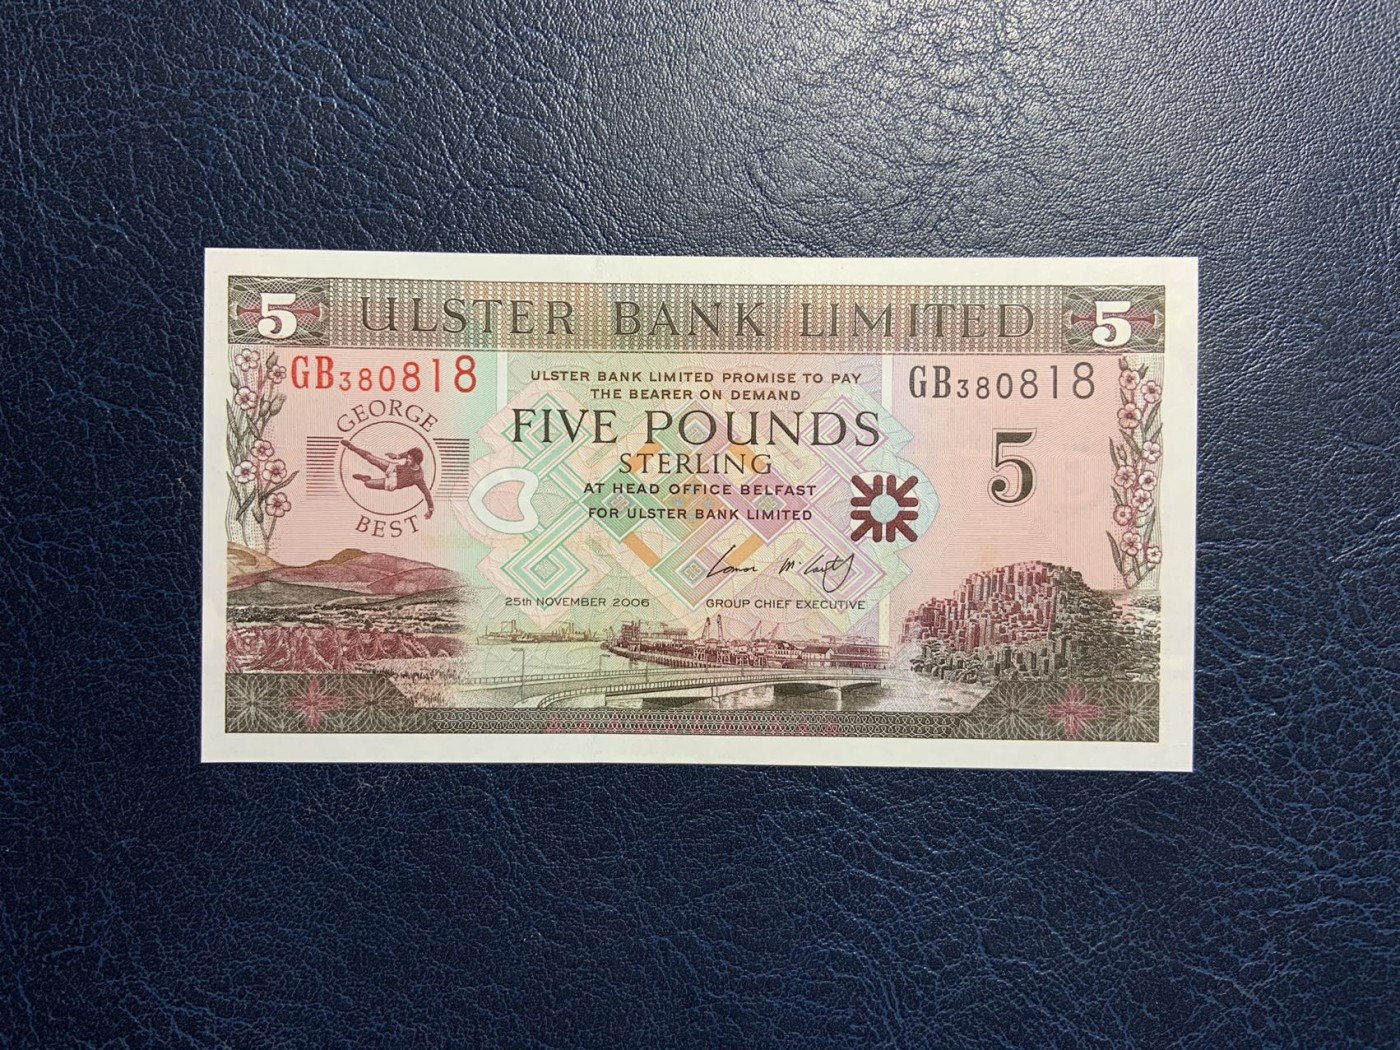 5 ULSTER BANK LIMITED 5
GB380818
GB380818
GEORGE
BEST
ULSTER BANK LIMITED PROMISE TO PAY
THE BEARER ON DEMAND
FIVE POUNDS
STERLING
AT HEAD OFFICE BELFAST
FOR ULSTER BANK LIMITED
5
25th NOVEMBER 2006
GROUP CHIEF EXECUTIVE